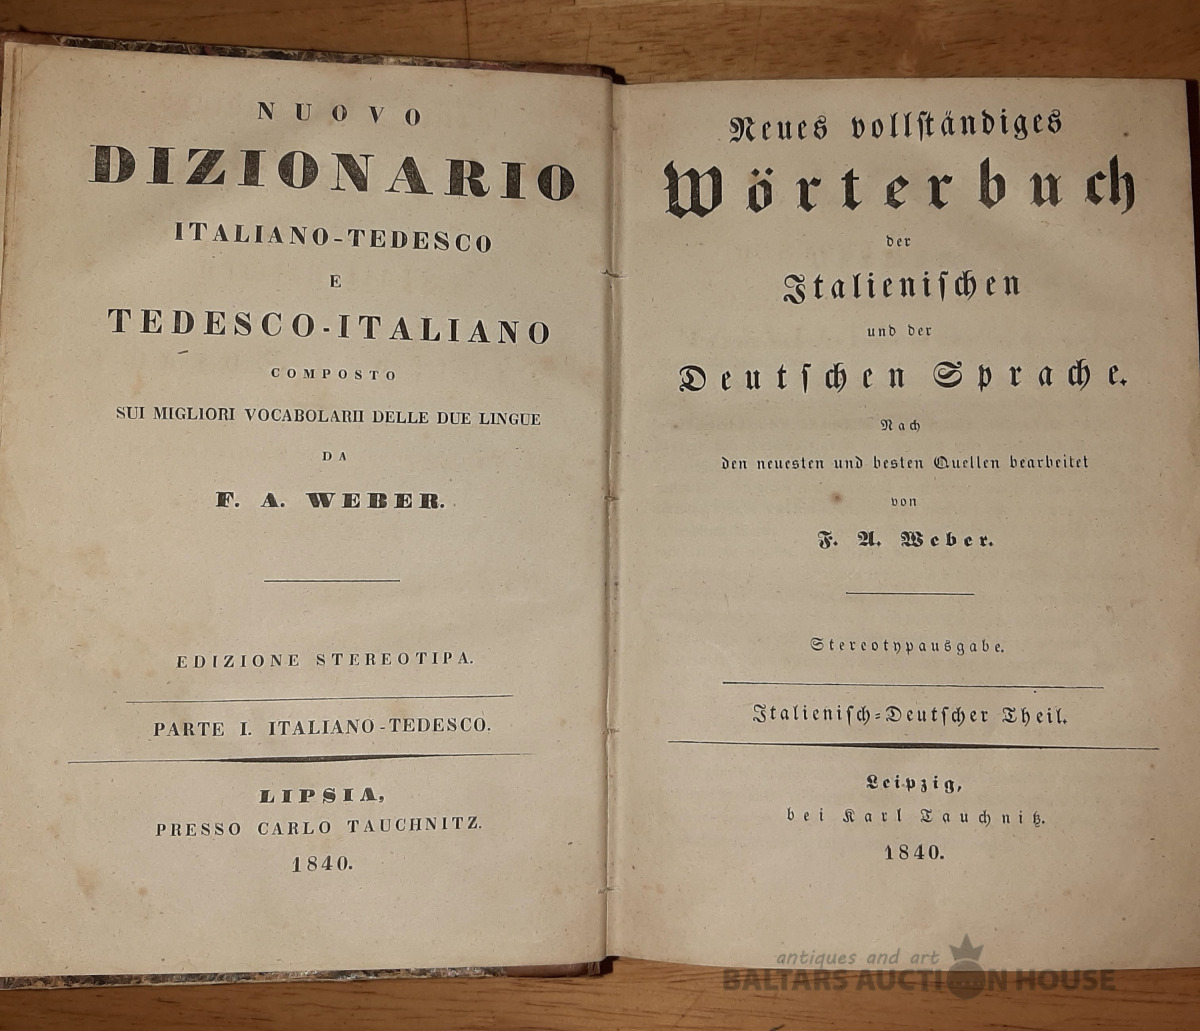 NUOVO
DIZIONARIO
ITALIANO-TEDESCO
E
TEDESCO-ITALIANO
COMPOSTO
SUI MIGLIORI VOCABOLARII DELLE DUE LINGUE
DA
F. A. WEBER.
EDIZIONE STEREOTIPA.
PARTE I. ITALIANO-TEDESCO.
LIPSIA,
PRESSO CARLO TAUCHNITZ.
1840.
Neues vollſtändiges
Wörterbuch
der
Italieniſchen
und der
Deutſchen Sprache.
Nach
den neuesten und besten Quellen bearbeitet
von
F. A. Weber.
Stereotypausgabe.
Italieniſch-Deutſcher Theil.
Leipzig,
bei Karl Tauchnitz.
1840.
antiques and art
BALTARS AUCTION HOUSE